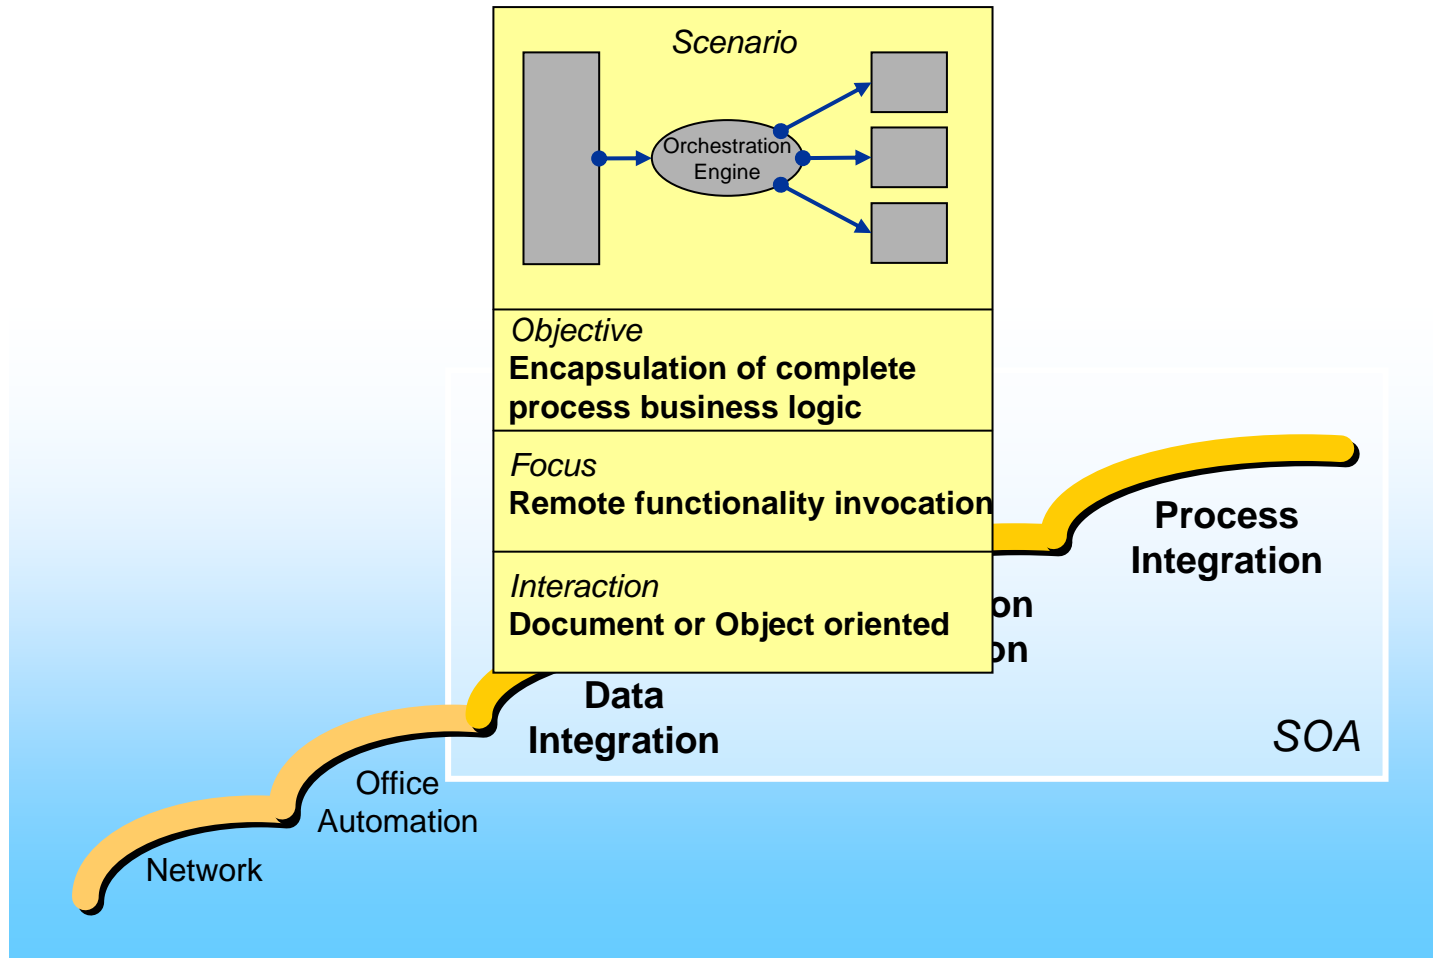 Scenario
Orchestration
Engine
Objective
Encapsulation of complete
process business logic
Focus
Remote functionality invocation
Interaction
Document or Object oriented
Process
Integration
on
on
Data
Integration
SOA
Office
Automation
Network